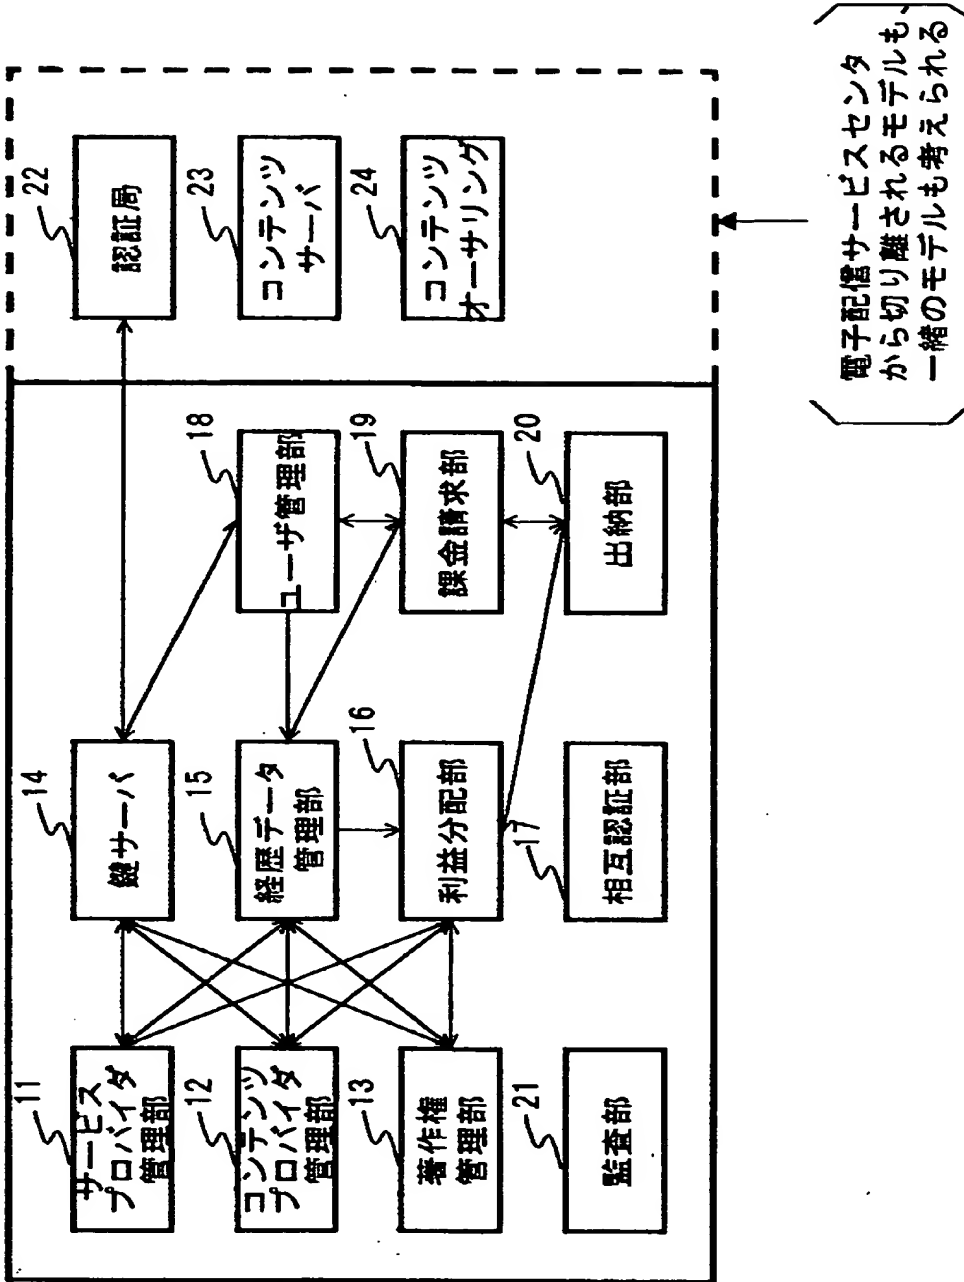 11
サービス
プロバイダ
管理部
12
コンテンツ
プロバイダ
管理部
13
著作権
管理部
21
監査部
14
鍵サーバ
15
経歴データ
管理部
16
利益分配部
17
相互認証部
18
ユーザ管理部
19
課金請求部
20
出納部
22
認証局
23
コンテンツ
サーバ
24
コンテンツ
オーサリング
電子配信サービスセンタ
から切り離されるモデルも、
一緒のモデルも考えられる